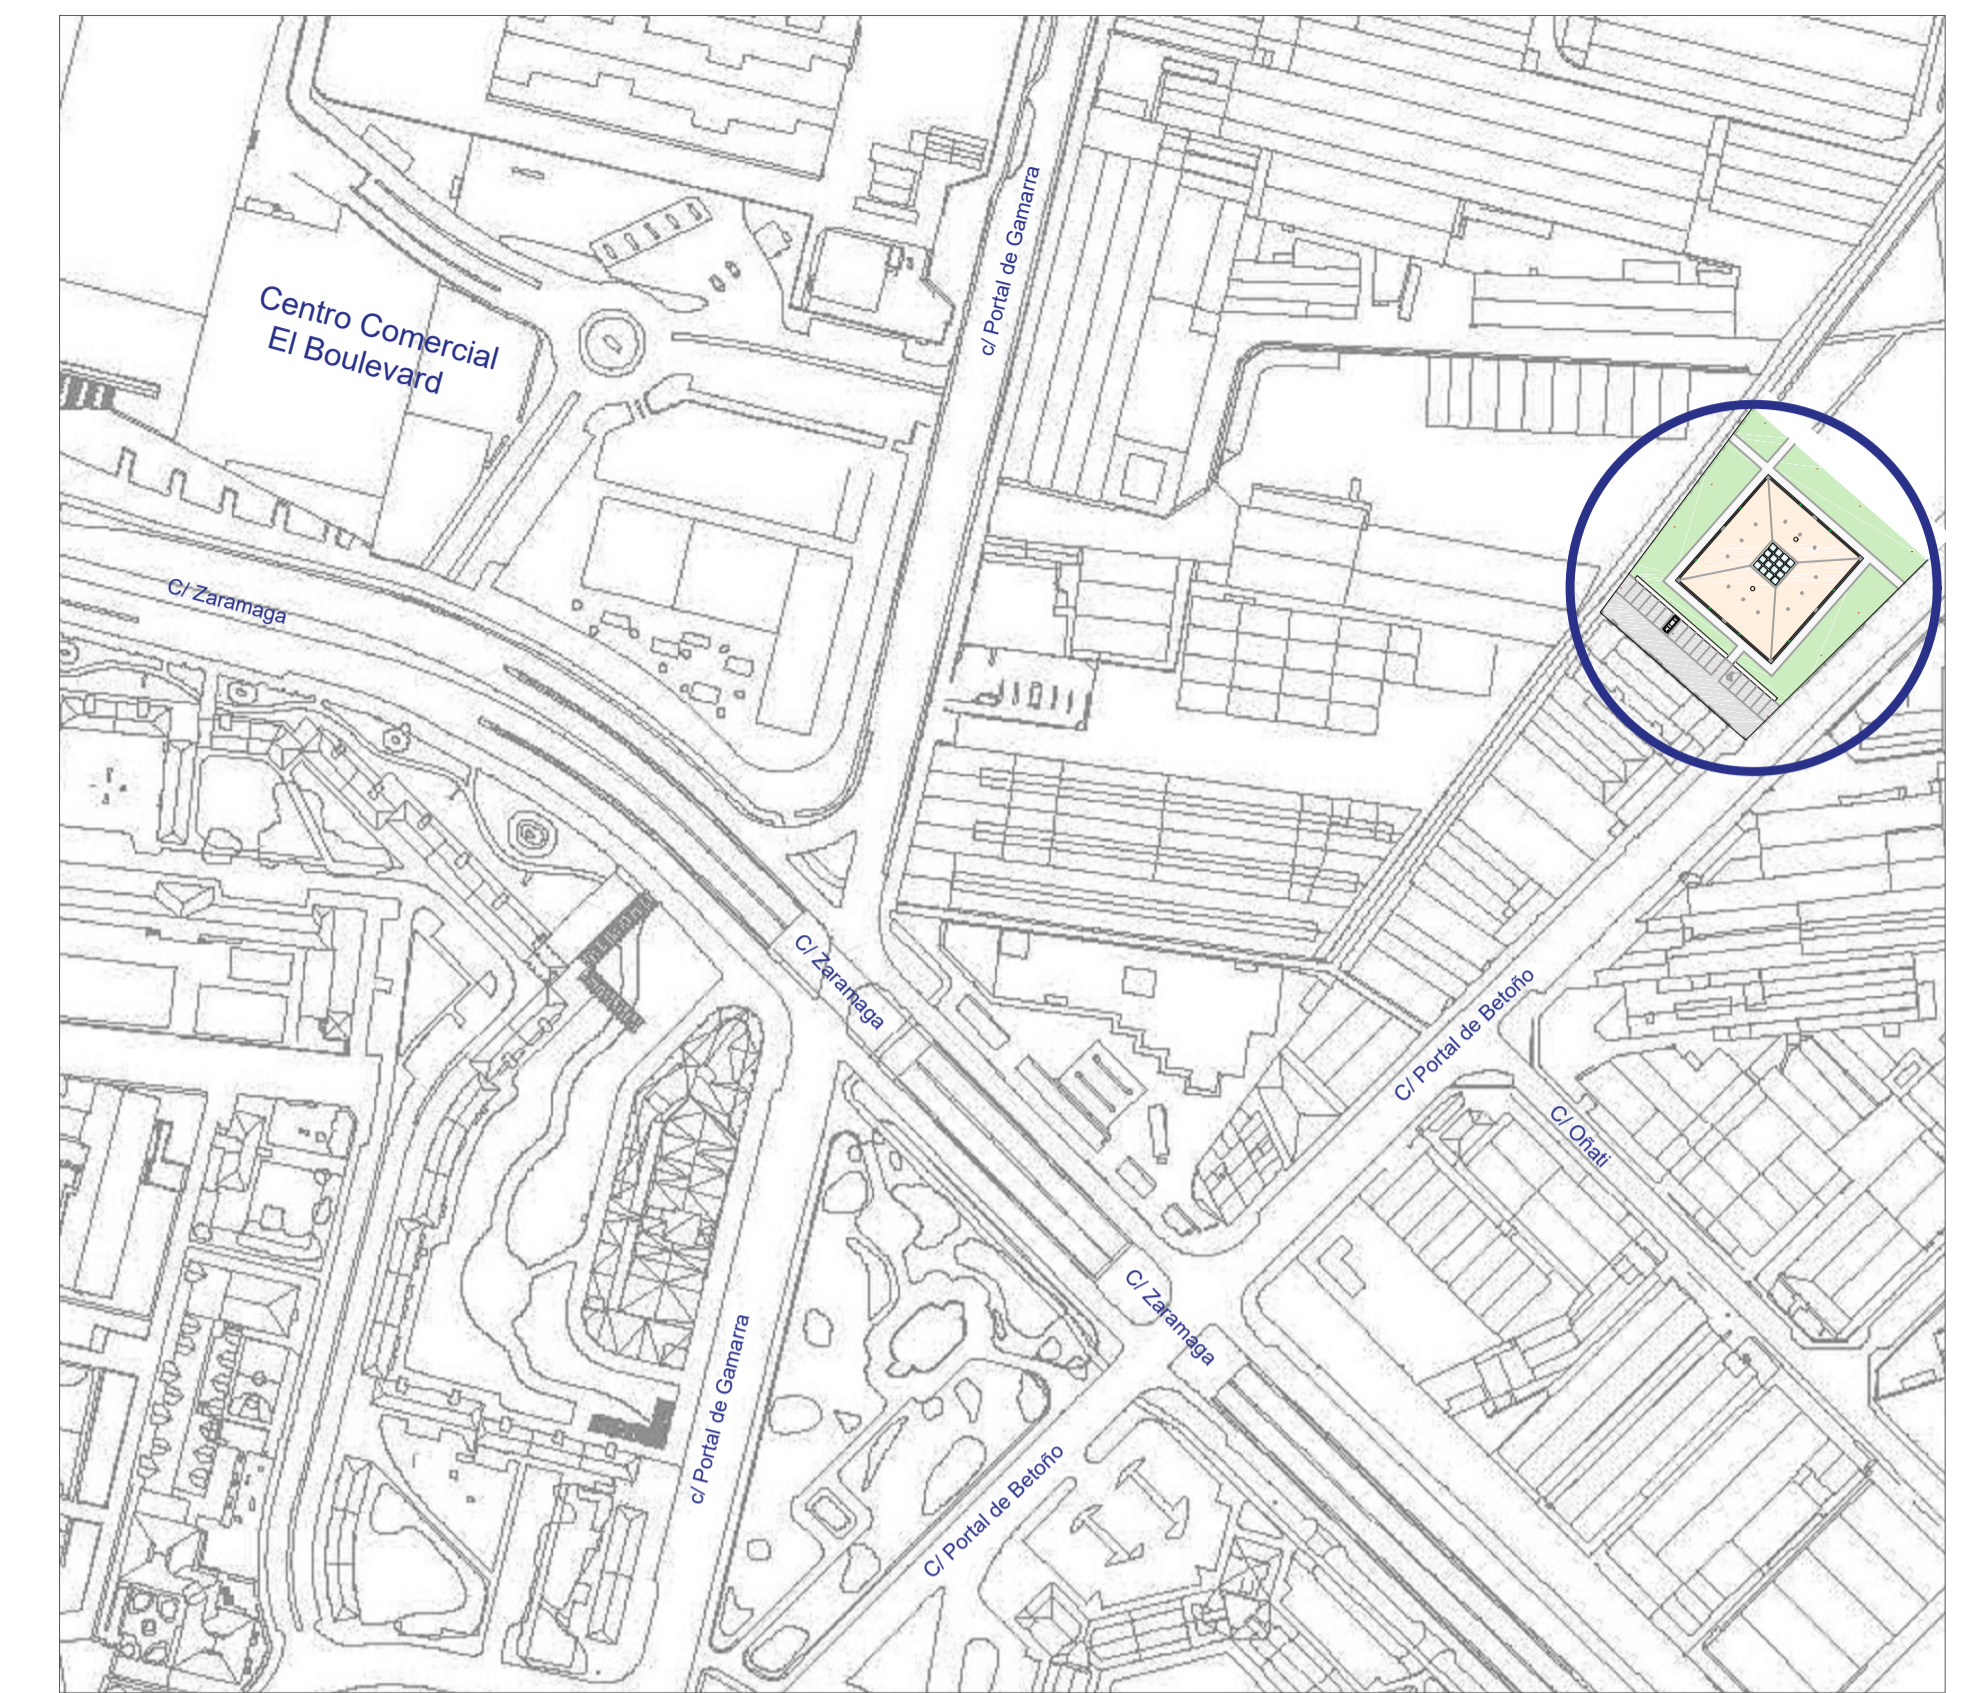 c/ Portal de Gamarra
Centro Comercial
El Boulevard
C/ Zaramaga
C/ Zaramaga
C/ Portal de Betoño
C/ Oñati
C/ Zaramaga
c/ Portal de Gamarra
C/ Portal de Betoño